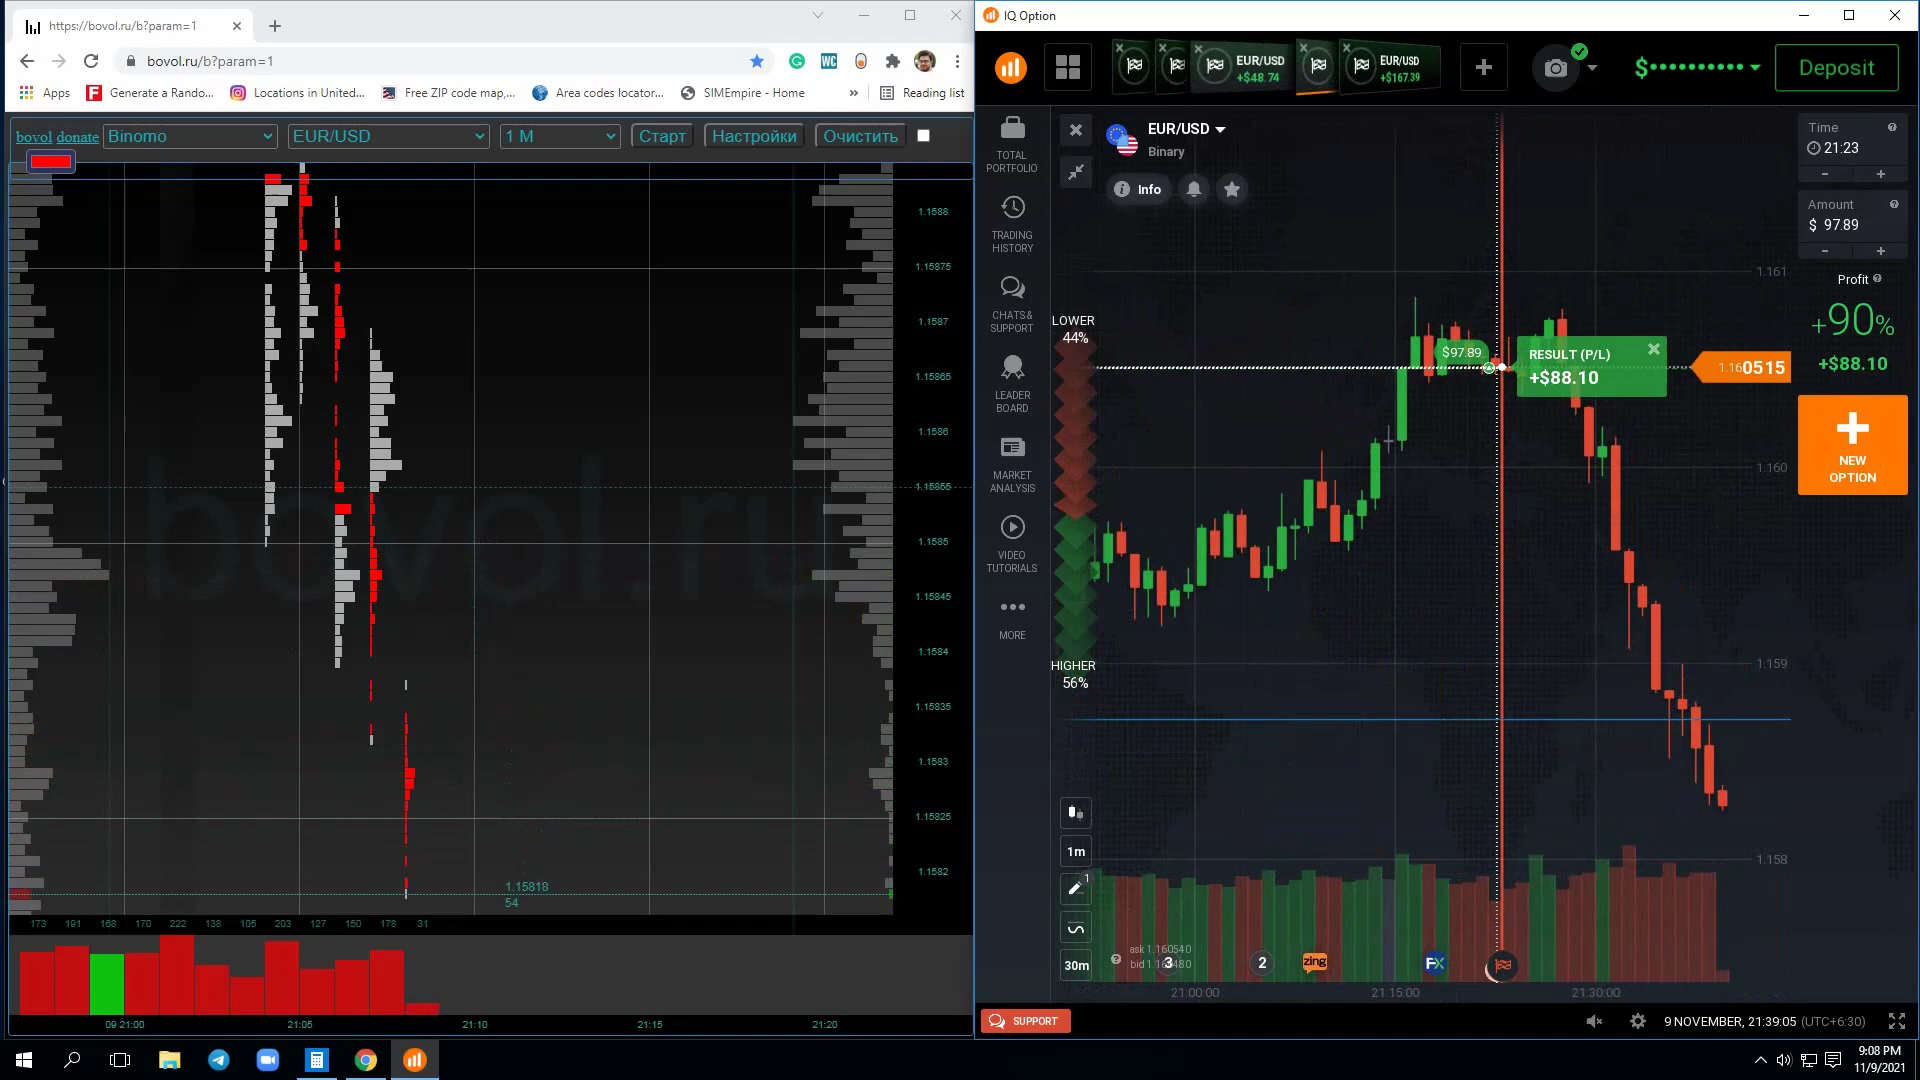 https://bovol.ru/b?param=1
bovol.ru/b?param=1
WC
Apps
Generate a Rando...
Locations in United...
Free ZIP code map,...
Area codes locator...
SIMEmpire - Home
»
Reading list
bovol donate
Binomo
EUR/USD
1 M
Старт
Настройки
Очистить
1.1588
1.15875
1.1587
1.15865
1.1586
1.15855
1.1585
1.15845
1.1584
1.15835
1.1583
1.15825
1.1582
bovol.ru
1.15818
54
173 191 168 170 222 138 105 203 127 150 178 31
09 21:00 21:05 21:10 21:15 21:20
IQ Option
EUR/USD
+$48.74
EUR/USD
+$167.39
Deposit
TOTAL
PORTFOLIO
TRADING
HISTORY
CHATS &
SUPPORT
LEADER
BOARD
MARKET
ANALYSIS
VIDEO
TUTORIALS
MORE
EUR/USD
Binary
Info
LOWER
44%
HIGHER
56%
$97.89
RESULT (P/L)
+$88.10
1.160515
1.161
1.160
1.159
1.158
Time
21:23
- +
Amount
$ 97.89
- +
Profit
+90%
+$88.10
NEW
OPTION
1m
1
30m
ask 1.160540
3
2
zing
FX
21:00:00 21:15:00 21:30:00
SUPPORT
9 NOVEMBER, 21:39:05 (UTC+6:30)
9:08 PM
11/9/2021